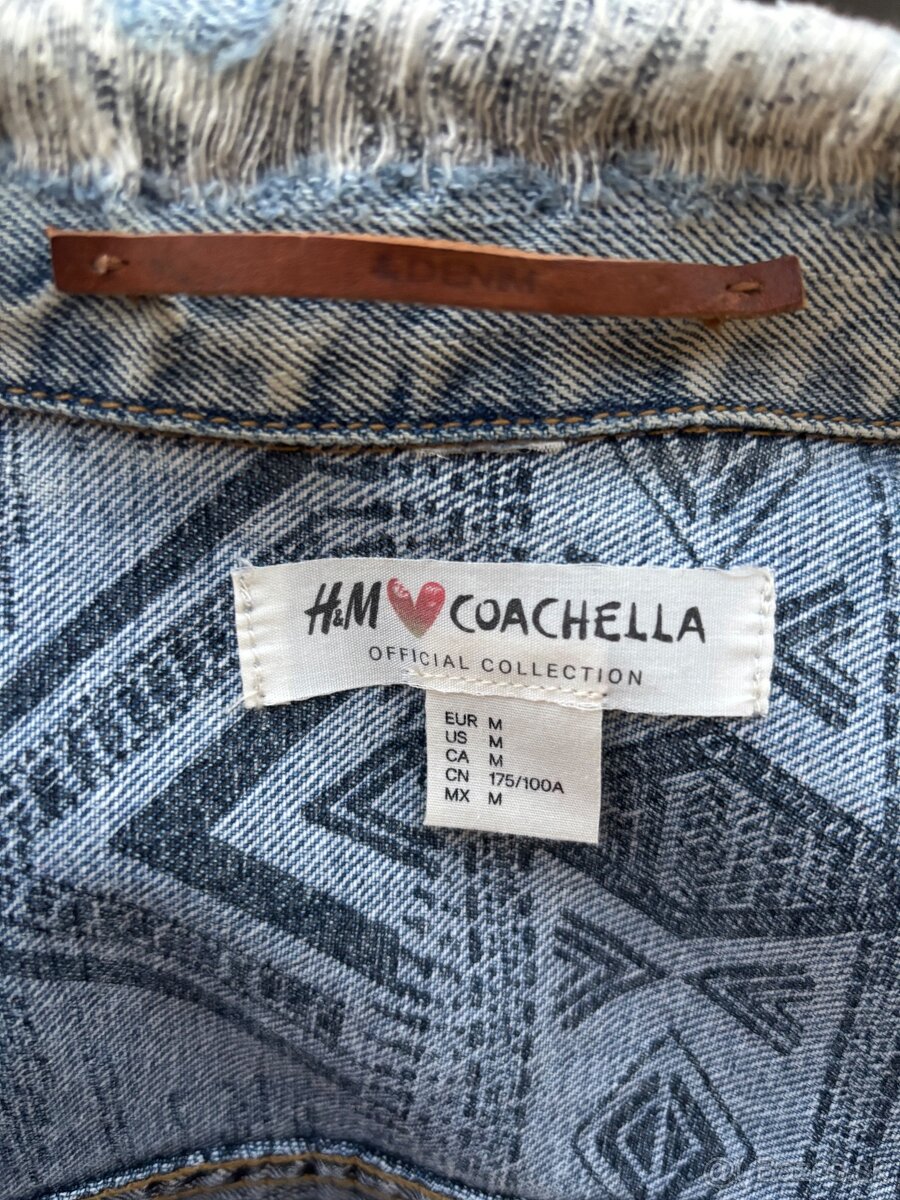 &DENIM
H&M COACHELLA
OFFICIAL COLLECTION
EUR M
US M
CA M
CN 175/100A
MX M